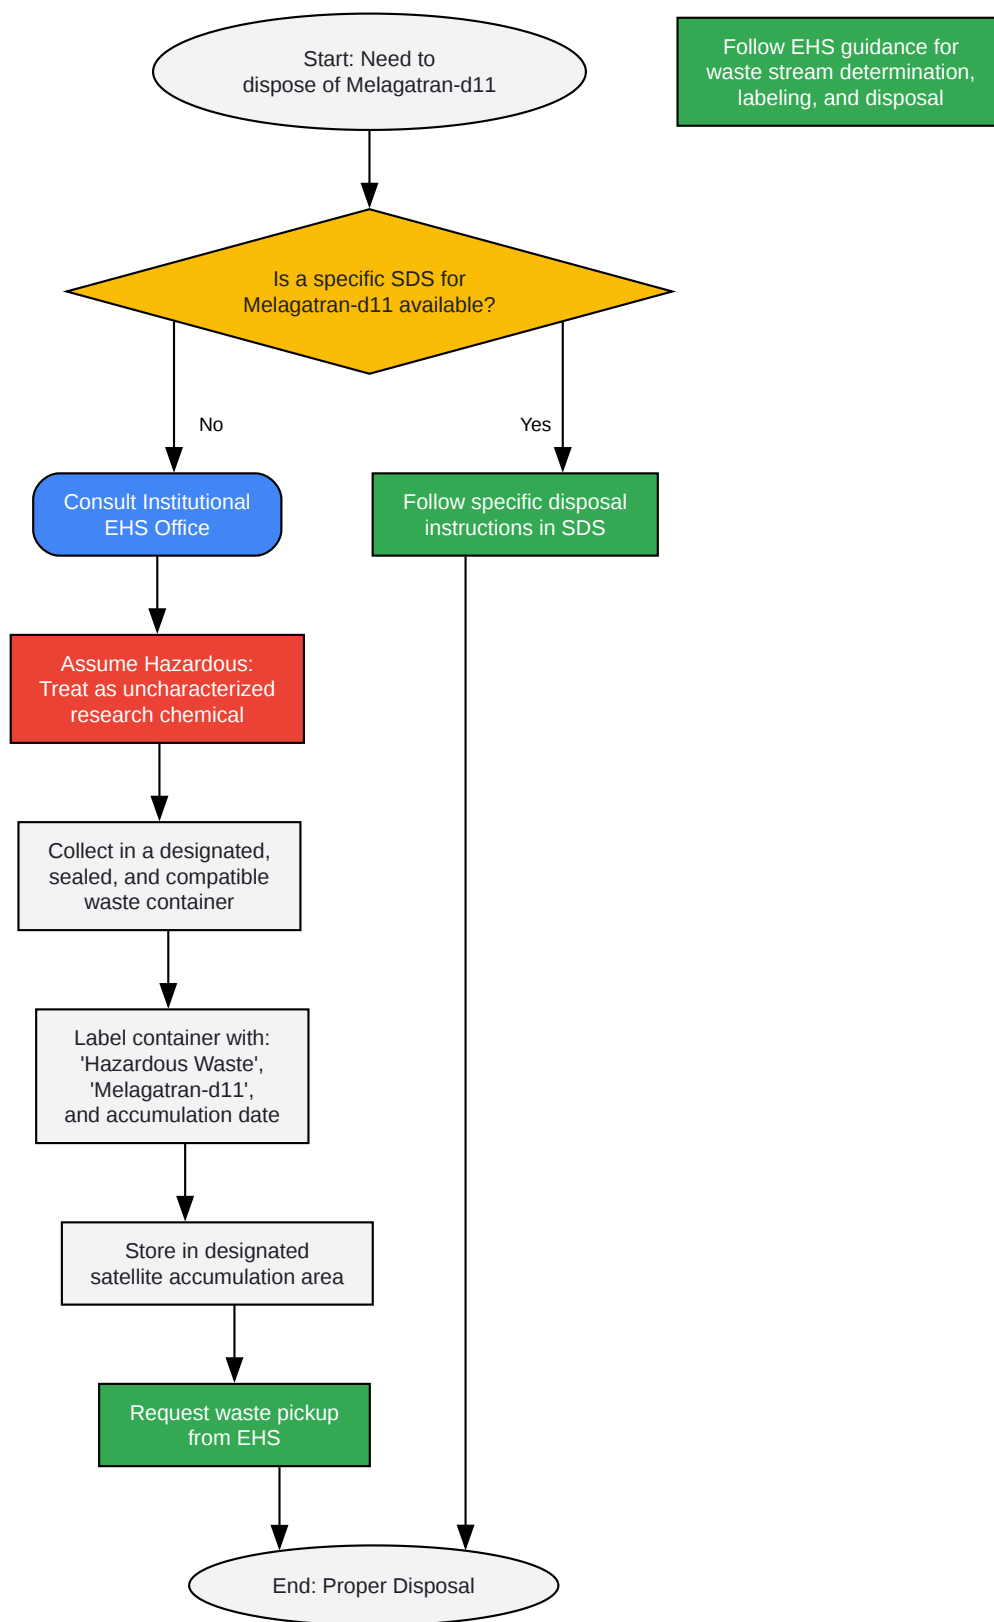 Start: Need to
dispose of Melagatran-d11
Follow EHS guidance for
waste stream determination,
labeling, and disposal
Is a specific SDS for
Melagatran-d11 available?
No
Yes
Consult Institutional
EHS Office
Follow specific disposal
instructions in SDS
Assume Hazardous:
Treat as uncharacterized
research chemical
Collect in a designated,
sealed, and compatible
waste container
Label container with:
'Hazardous Waste',
'Melagatran-d11',
and accumulation date
Store in designated
satellite accumulation area
Request waste pickup
from EHS
End: Proper Disposal